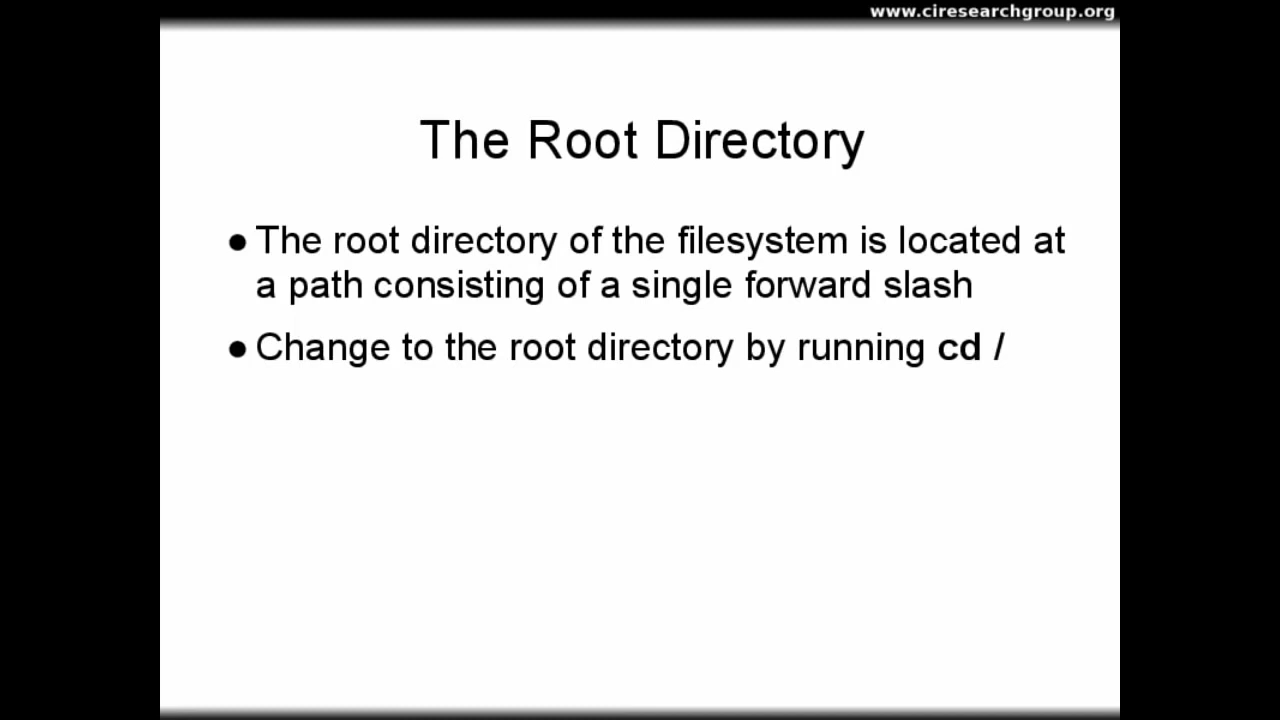 www.ciresearchgroup.org
The Root Directory
● The root directory of the filesystem is located at
a path consisting of a single forward slash
● Change to the root directory by running cd /